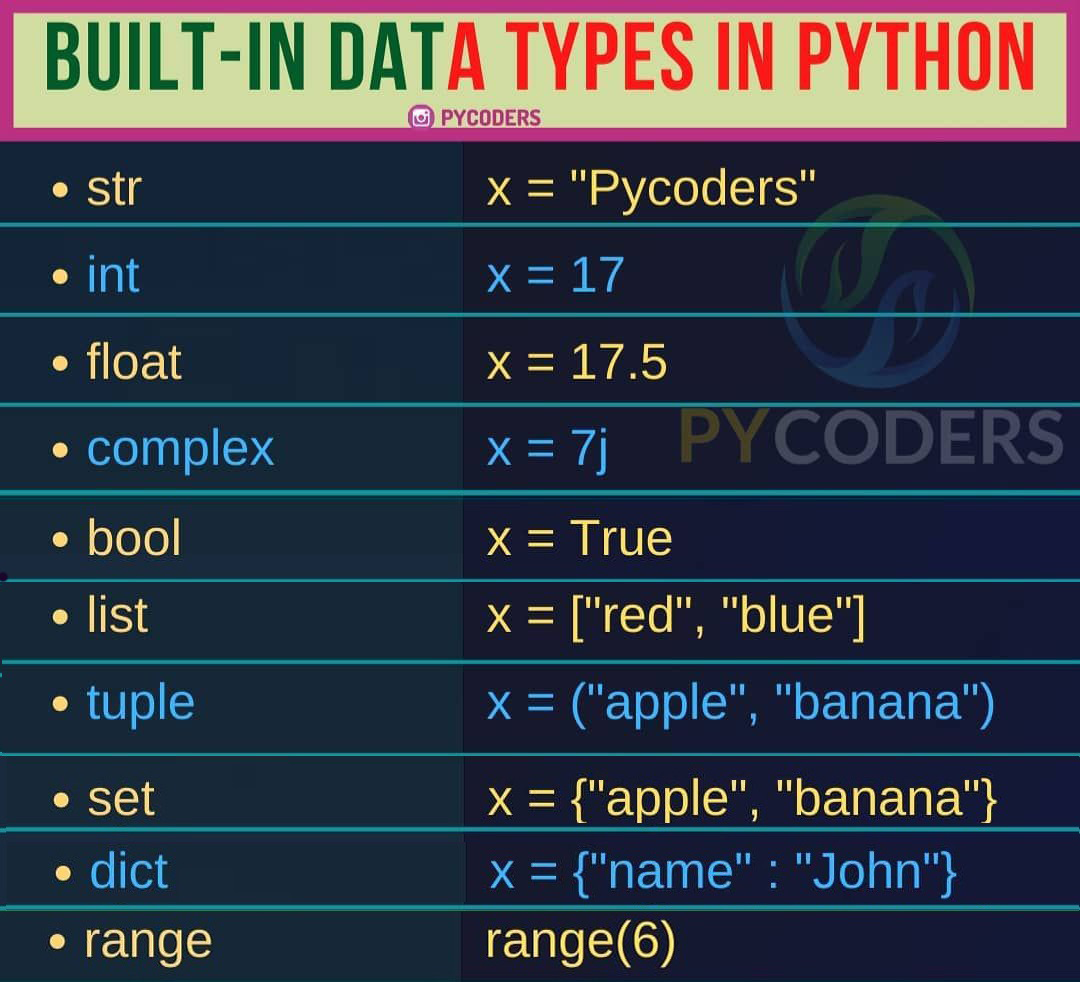 BUILT-IN DATA TYPES IN PYTHON
PYCODERS
• str x = "Pycoders"
• int x = 17
• float x = 17.5
• complex x = 7j
PYCODERS
• bool x = True
• list x = ["red", "blue"]
• tuple x = ("apple", "banana")
• set x = {"apple", "banana"}
• dict x = {"name" : "John"}
• range range(6)